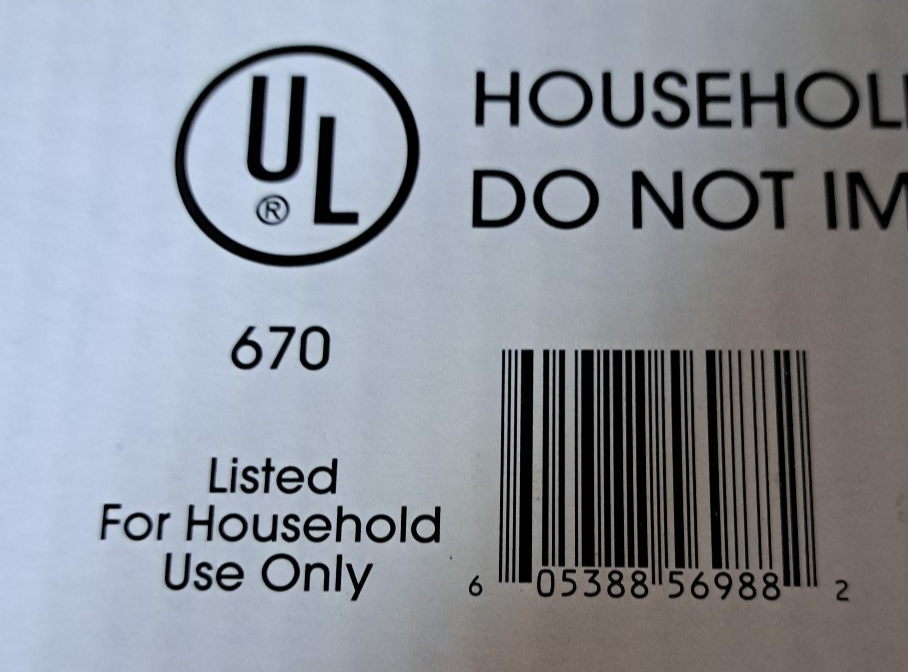 UL
®
HOUSEHOL
DO NOT IM
670
Listed
For Household
Use Only
6 05388 56988 2